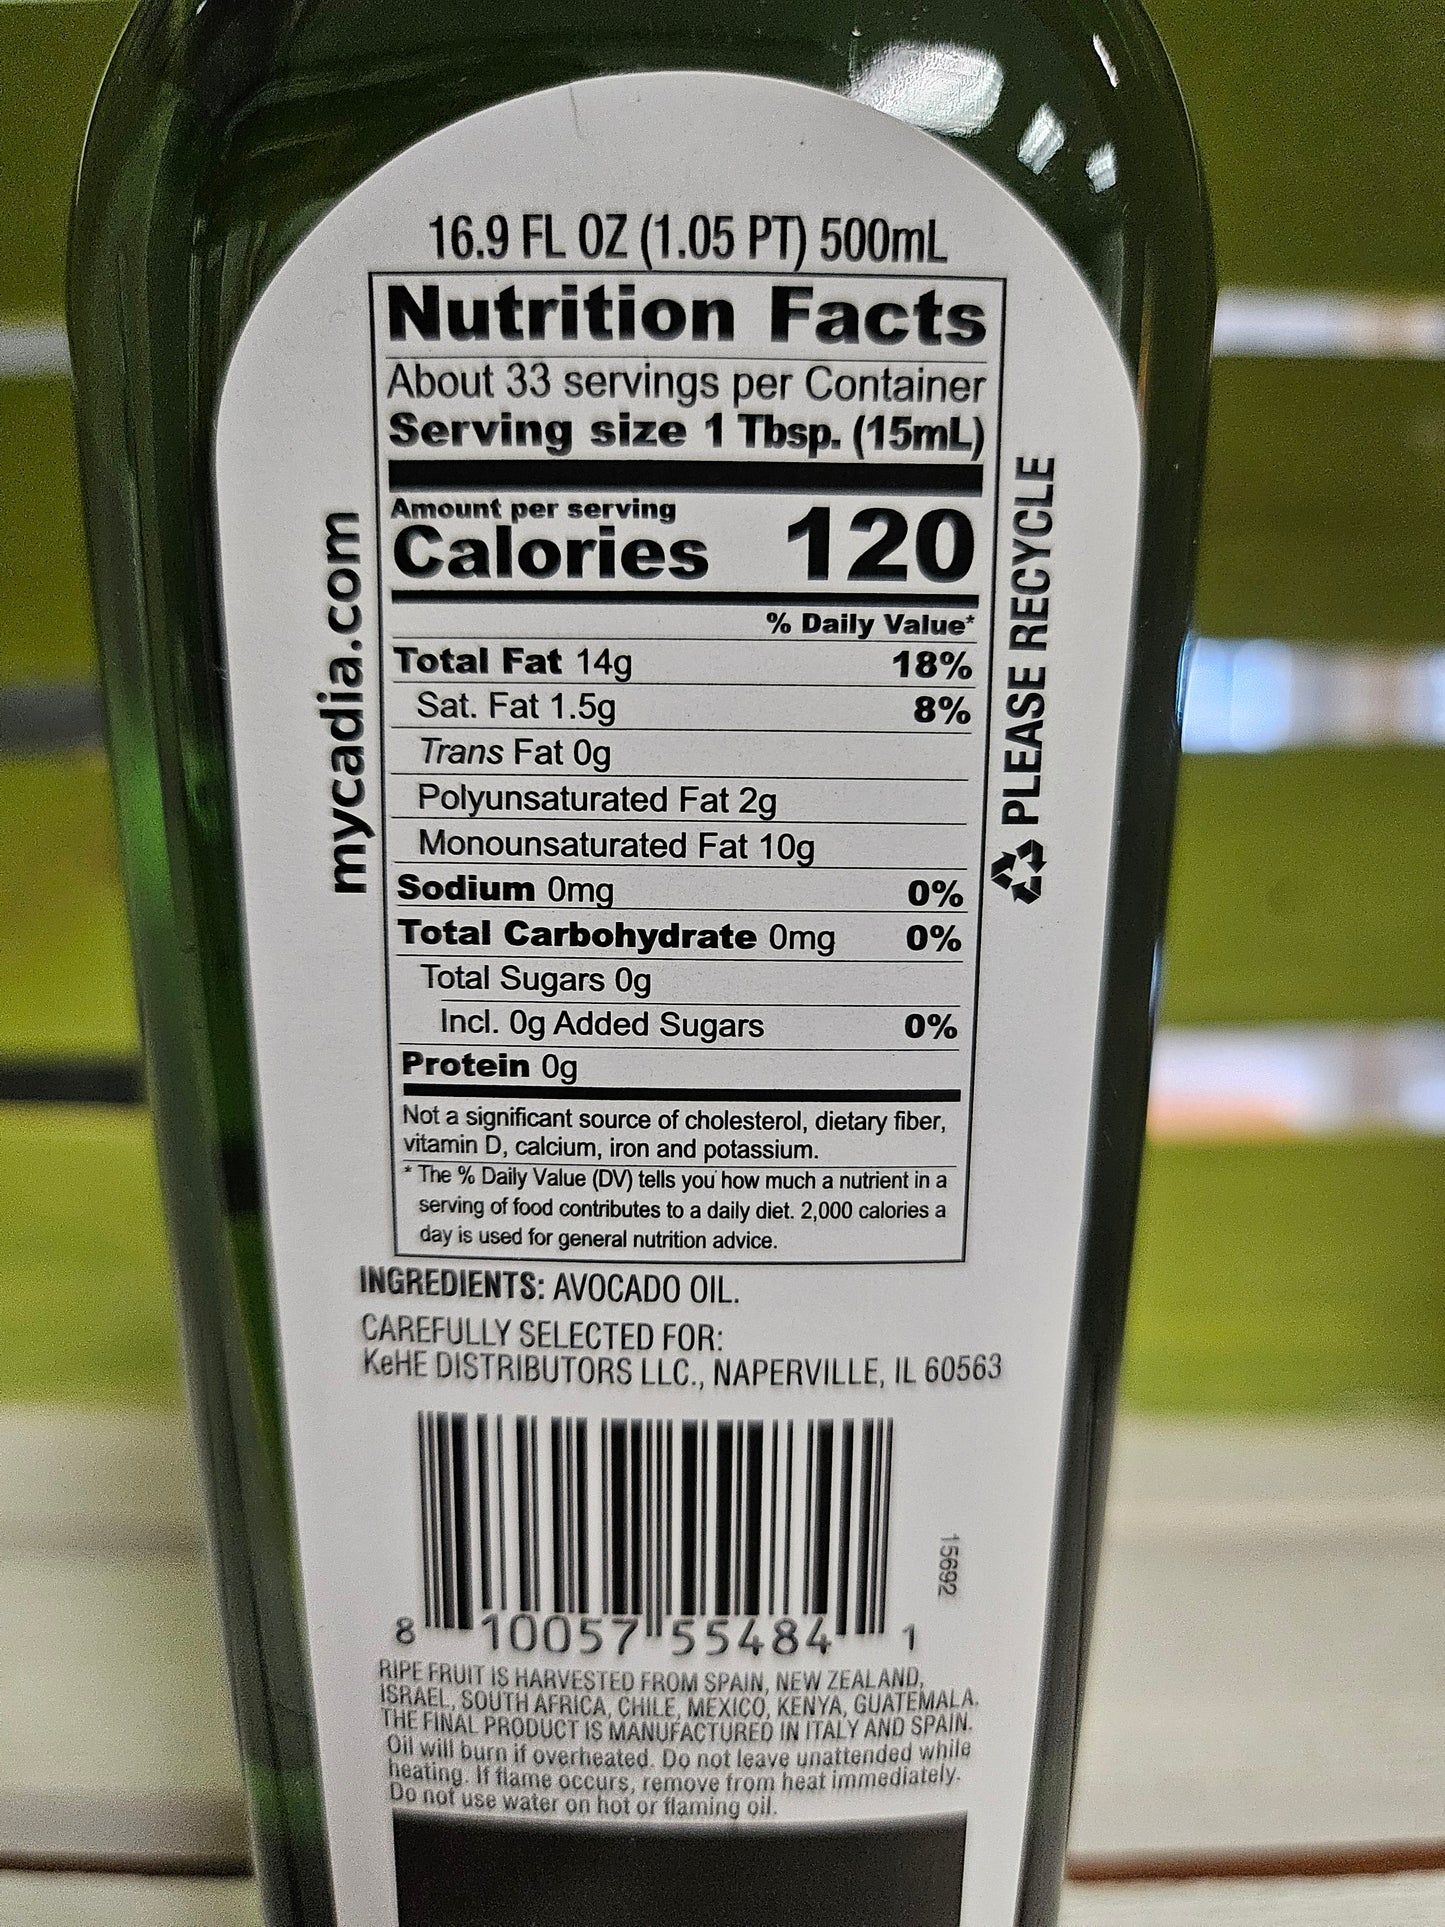 16.9 FL OZ (1.05 PT) 500mL
Nutrition Facts
About 33 servings per Container
Serving size 1 Tbsp. (15mL)
Amount per serving
Calories 120
% Daily Value*
Total Fat 14g 18%
Sat. Fat 1.5g 8%
Trans Fat 0g
Polyunsaturated Fat 2g
Monounsaturated Fat 10g
Sodium 0mg 0%
Total Carbohydrate 0mg 0%
Total Sugars 0g
Incl. 0g Added Sugars 0%
Protein 0g
Not a significant source of cholesterol, dietary fiber,
vitamin D, calcium, iron and potassium.
* The % Daily Value (DV) tells you how much a nutrient in a
serving of food contributes to a daily diet. 2,000 calories a
day is used for general nutrition advice.
mycadia.com
PLEASE RECYCLE
INGREDIENTS: AVOCADO OIL.
CAREFULLY SELECTED FOR:
KeHE DISTRIBUTORS LLC., NAPERVILLE, IL 60563
15692
8 10057 55484 1
RIPE FRUIT IS HARVESTED FROM SPAIN, NEW ZEALAND,
ISRAEL, SOUTH AFRICA, CHILE, MEXICO, KENYA, GUATEMALA.
THE FINAL PRODUCT IS MANUFACTURED IN ITALY AND SPAIN.
Oil will burn if overheated. Do not leave unattended while
heating. If flame occurs, remove from heat immediately.
Do not use water on hot or flaming oil.